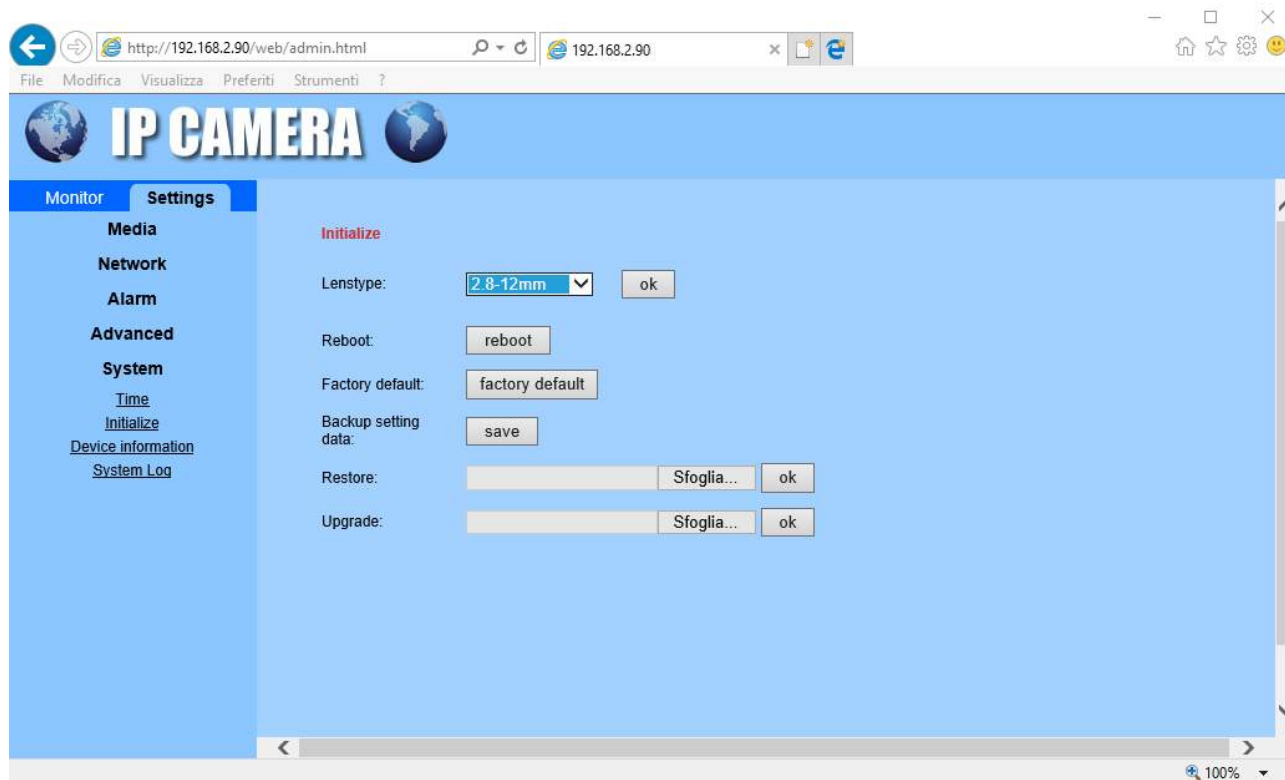 http://192.168.2.90/web/admin.html
192.168.2.90
File Modifica Visualizza Preferiti Strumenti ?
IP CAMERA
Monitor Settings
Media
Network
Alarm
Advanced
System
Time
Initialize
Device information
System Log
Initialize
Lenstype: 2.8-12mm ok
Reboot: reboot
Factory default: factory default
Backup setting
data: save
Restore: Sfoglia... ok
Upgrade: Sfoglia... ok
100%